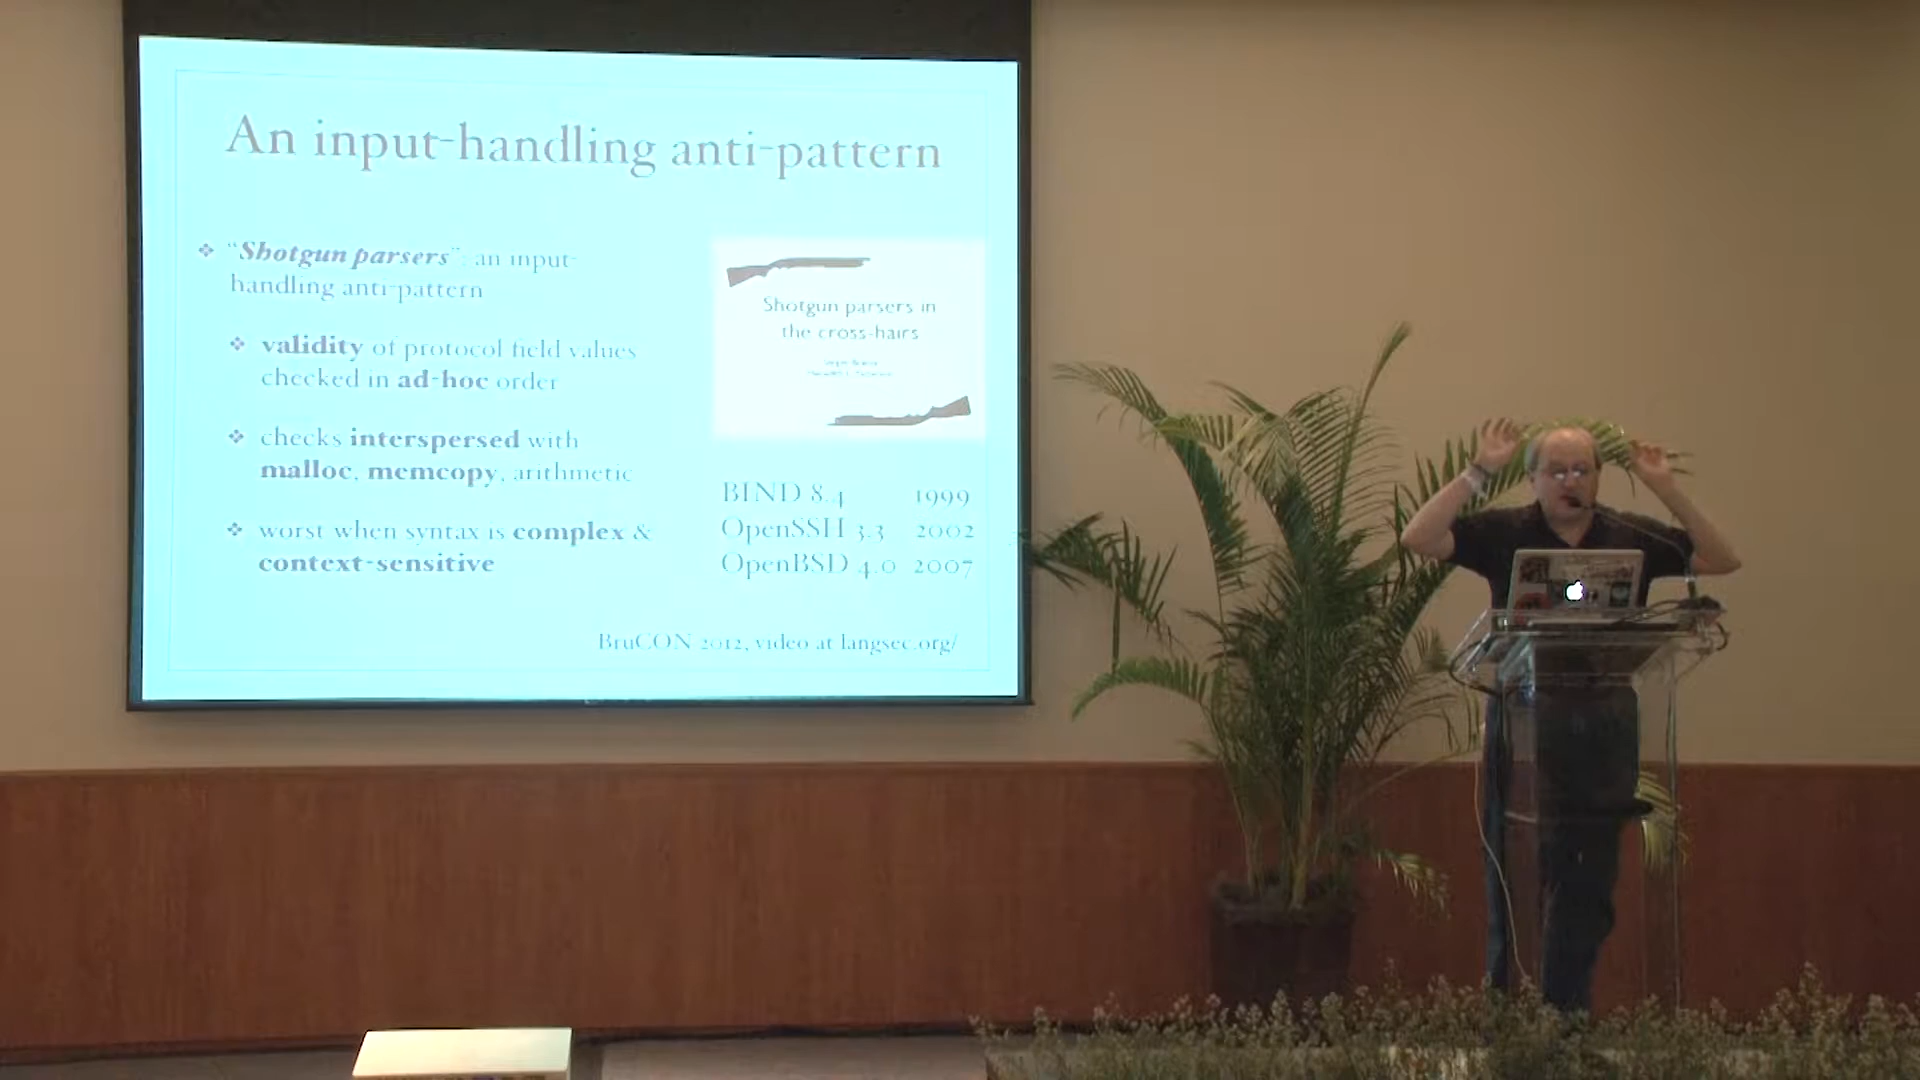 An input-handling anti-pattern
❖ “Shotgun parsers”: an input-
handling anti-pattern
❖ validity of protocol field values
checked in ad-hoc order
❖ checks interspersed with
malloc, memcopy, arithmetic
❖ worst when syntax is complex &
context-sensitive
Shotgun parsers in
the cross-hairs
BIND 8.4 1999
OpenSSH 3.3 2002
OpenBSD 4.0 2007
BruCON 2012, video at langsec.org/